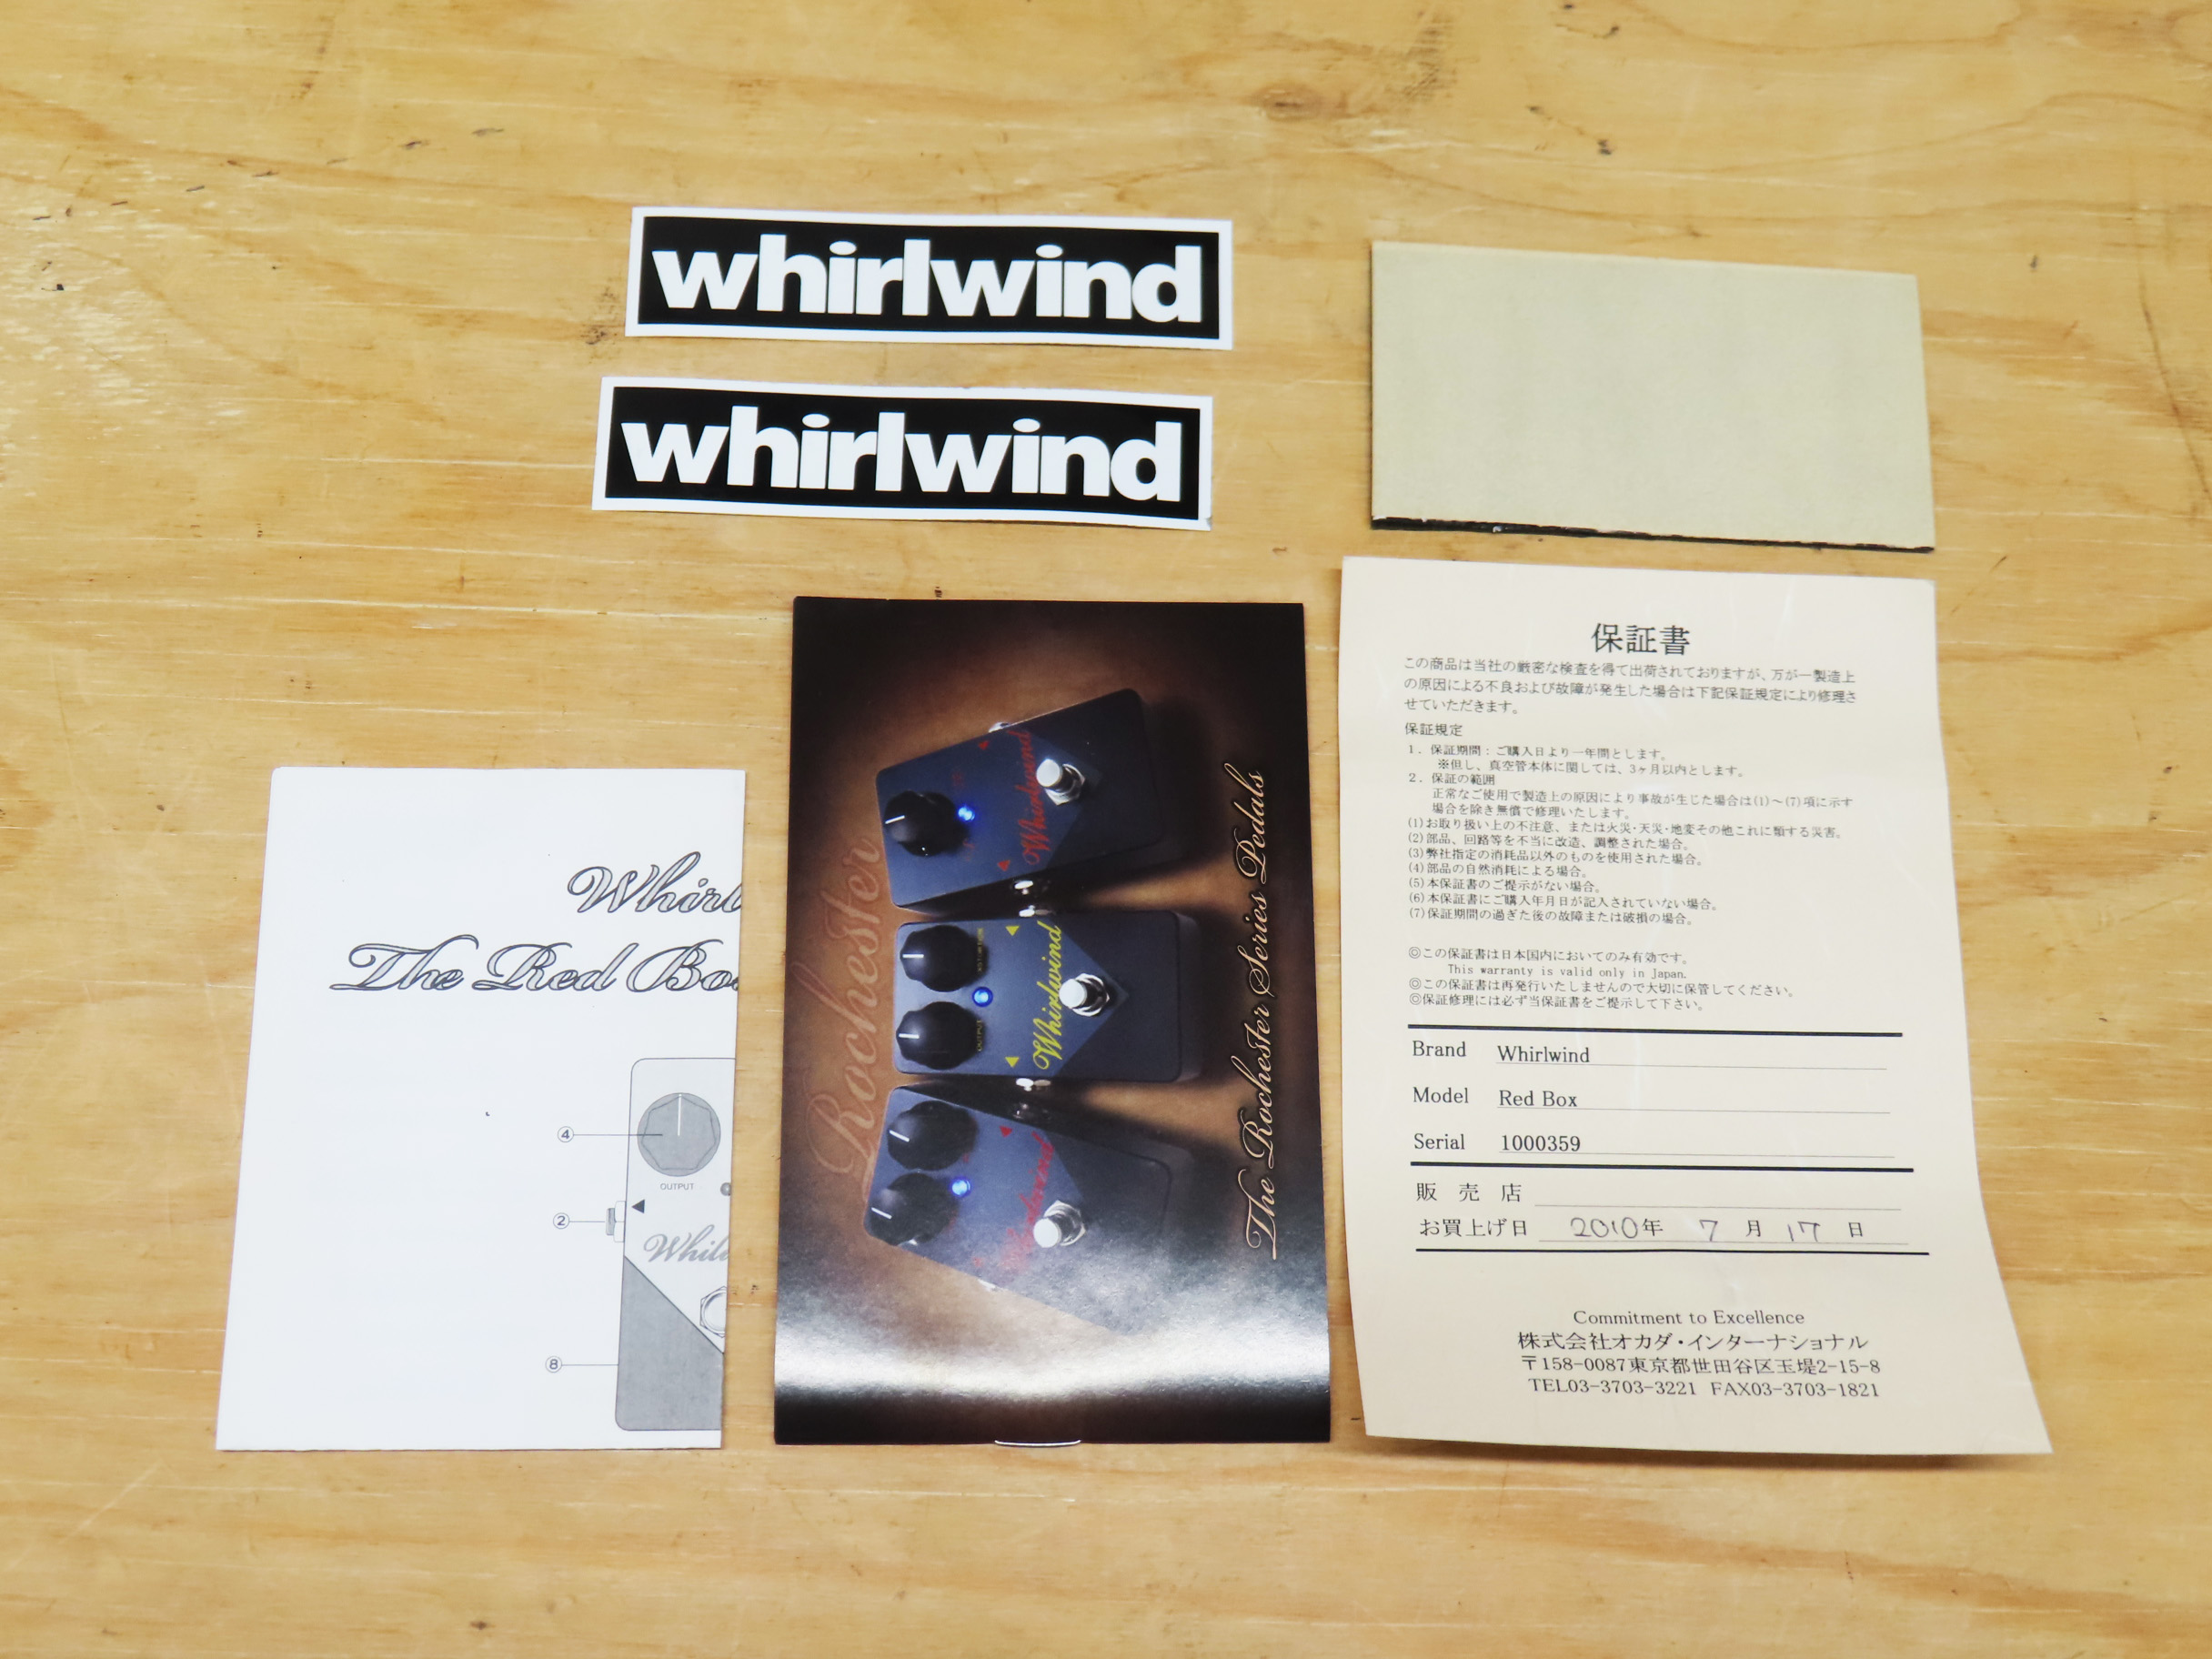 whirlwind
whirlwind
The Red
④
OUTPUT
②
⑧
Rochester
Whirlwind
OUTPUT
Whirlwind
Whirlwind
The Rochester Series Pedals
保証書
この商品は当社の厳密な検査を得て出荷されておりますが、万が一製造上
の原因による不良および故障が発生した場合は下記保証規定により修理さ
せていただきます。
保証規定
1．保証期間：ご購入日より一年間とします。
※但し、真空管本体に関しては、3ヶ月以内とします。
2．保証の範囲
正常なご使用で製造上の原因により事故が生じた場合は(1)～(7)項に示す
場合を除き無償で修理いたします。
(1)お取り扱い上の不注意、または火災・天災・地変その他これに類する災害。
(2)部品、回路等を不当に改造、調整された場合。
(3)弊社指定の消耗品以外のものを使用された場合。
(4)部品の自然消耗による場合。
(5)本保証書のご提示がない場合。
(6)本保証書にご購入年月日が記入されていない場合。
(7)保証期間の過ぎた後の故障または破損の場合。
◎この保証書は日本国内においてのみ有効です。
This warranty is valid only in Japan.
◎この保証書は再発行いたしませんので大切に保管してください。
◎保証修理には必ず当保証書をご提示して下さい。
Brand Whirlwind
Model Red Box
Serial 1000359
販売店
お買上げ日 2010年 7月 17日
Commitment to Excellence
株式会社オカダ・インターナショナル
〒158-0087東京都世田谷区玉堤2-15-8
TEL03-3703-3221 FAX03-3703-1821